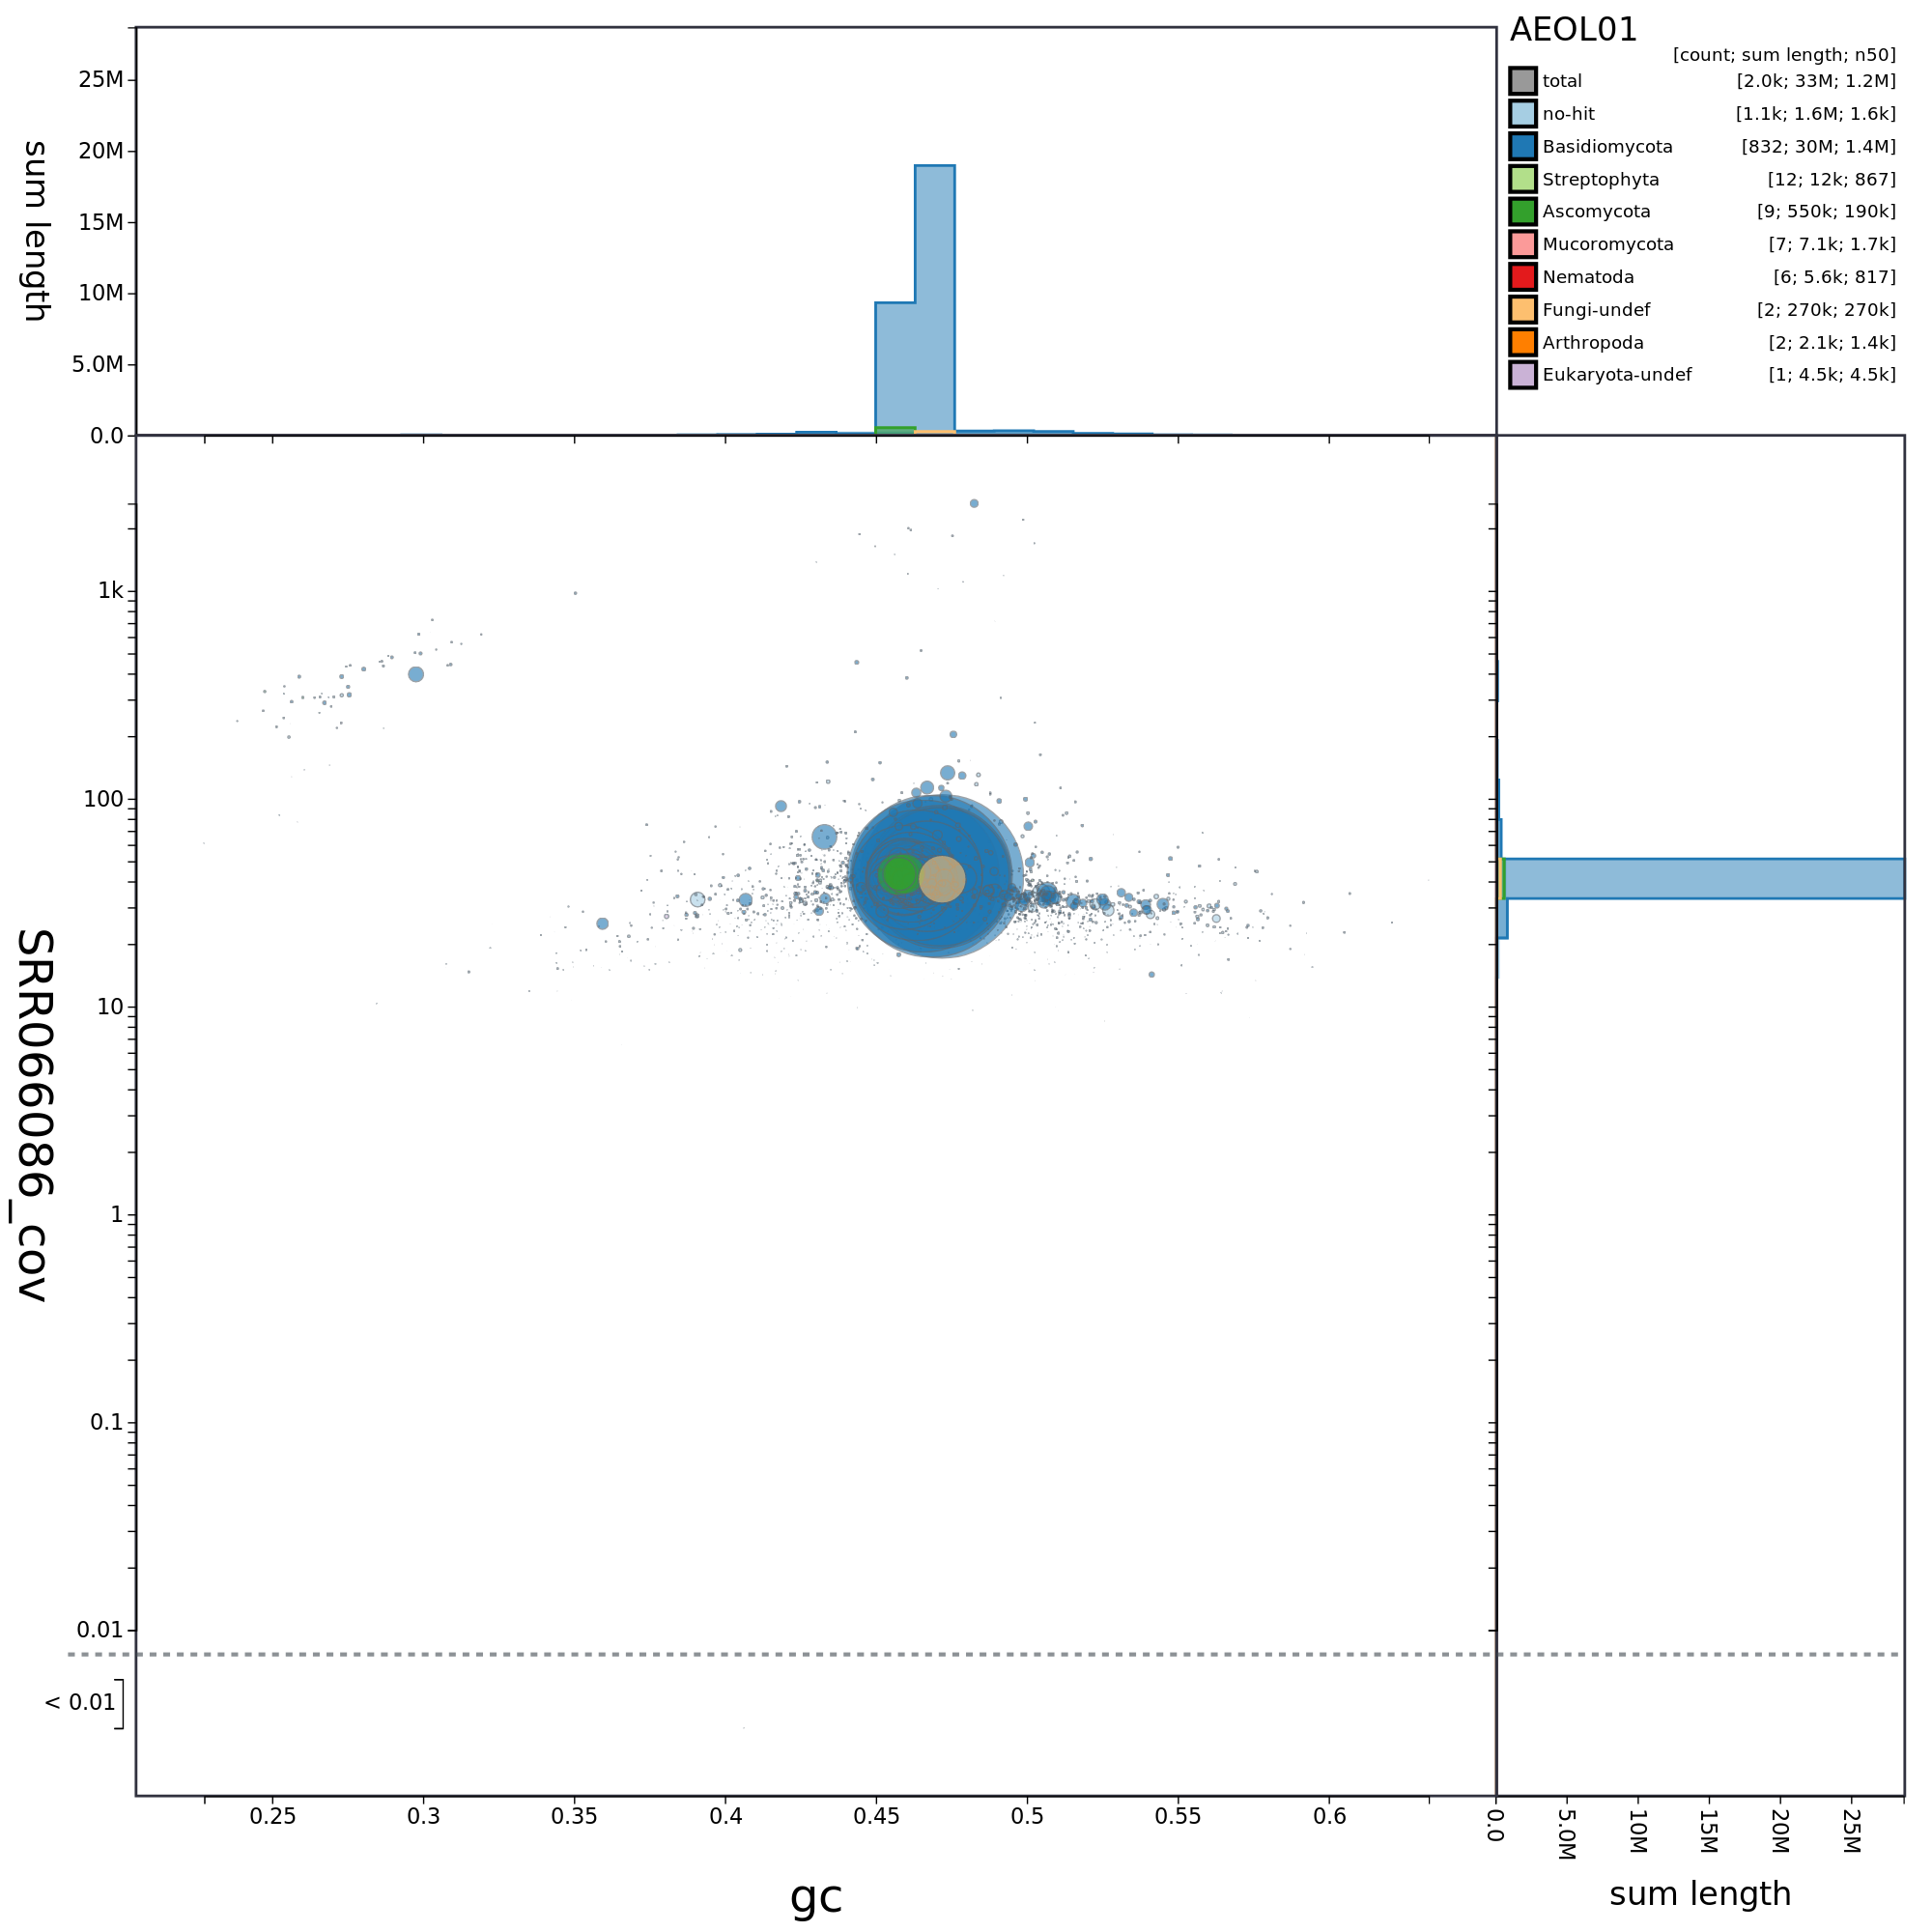 AEOL01
[count; sum length; n50]
total [2.0k; 33M; 1.2M]
no-hit [1.1k; 1.6M; 1.6k]
Basidiomycota [832; 30M; 1.4M]
Streptophyta [12; 12k; 867]
Ascomycota [9; 550k; 190k]
Mucoromycota [7; 7.1k; 1.7k]
Nematoda [6; 5.6k; 817]
Fungi-undef [2; 270k; 270k]
Arthropoda [2; 2.1k; 1.4k]
Eukaryota-undef [1; 4.5k; 4.5k]
sum length
25M
20M
15M
10M
5.0M
0.0
SRR066086_cov
1k
100
10
1
0.1
0.01
< 0.01
0.25 0.3 0.35 0.4 0.45 0.5 0.55 0.6
gc
0.0 5.0M 10M 15M 20M 25M
sum length